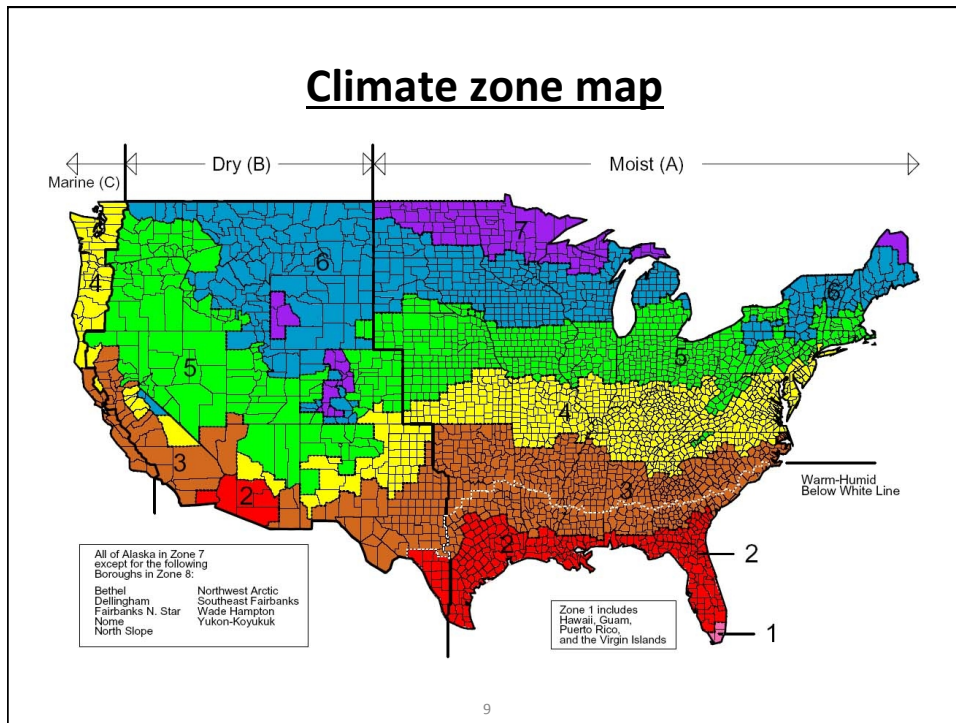 Climate zone map
Marine (C)
Dry (B)
Moist (A)
7
6
6
4
5
5
4
3
3
2
2
Warm-Humid
Below White Line
2
1
All of Alaska in Zone 7
except for the following
Boroughs in Zone 8:
Bethel
Dellingham
Fairbanks N. Star
Nome
North Slope
Northwest Arctic
Southeast Fairbanks
Wade Hampton
Yukon-Koyukuk
Zone 1 includes
Hawaii, Guam,
Puerto Rico,
and the Virgin Islands
9